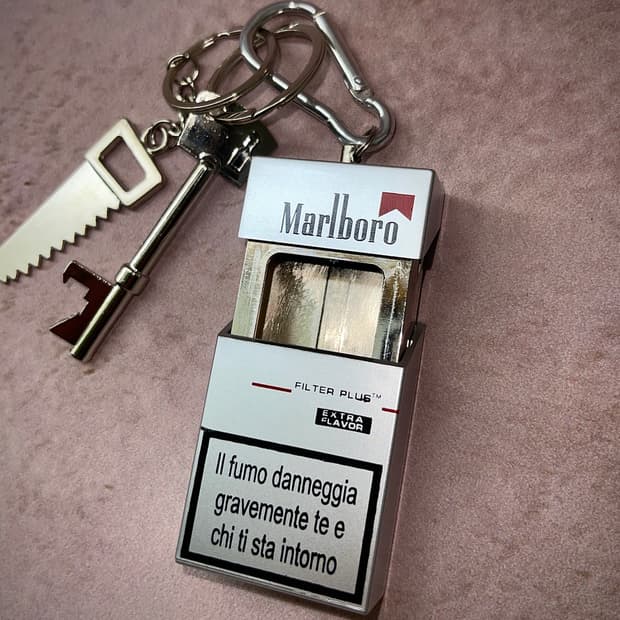 Marlboro
FILTER PLUS™
EXTRA
FLAVOR
Il fumo danneggia
gravemente te e
chi ti sta intorno